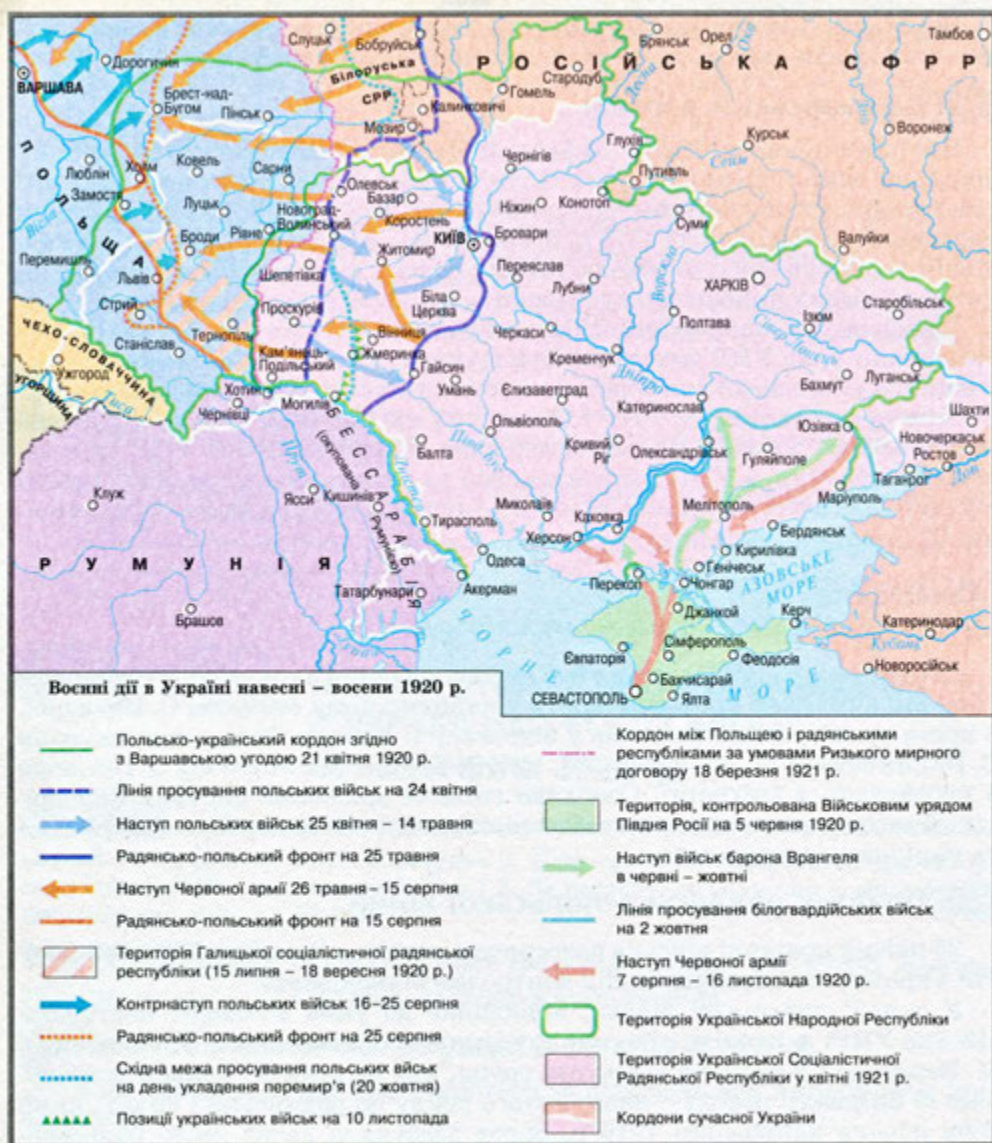 РОСІЙСЬКА СФРР
Слуцьк
Бобруйськ
Брянськ
Орел
Ока
Тамбов
Дорогичин
ВАРШАВА
Білоруська
СРР
Стародуб
Гомель
Десна
Брест-над-
Бугом
Пінськ
Калинковичі
Мозир
Курськ
Воронеж
ПОЛЬЩА
Люблін
Холм
Ковель
Сарни
Олевськ
Чернігів
Глухів
Сейм
Путивль
Замостя
Луцьк
Новоград-
Волинський
Базар
Коростень
Ніжин
Конотоп
Вісла
Рівне
Броди
Житомир
КИЇВ
Бровари
Суми
Валуйки
Перемишль
Львів
Шепетівка
Переяслав
Лубни
Ворскла
ХАРКІВ
Старобільськ
Стрий
Тернопіль
Проскурів
Біла
Церква
Черкаси
Полтава
Ізюм
Сівер. Донець
Станіслав
Вінниця
Жмеринка
Кременчук
Дніпро
ЧЕХО-СЛОВАЧЧИНА
Ужгород
УГОРЩИНА
Тиса
Кам'янець-
Подільський
Гайсин
Умань
Єлизаветград
Бахмут
Луганськ
Хотин
Чернівці
Могилів
Катеринослав
Шахти
БЕССАРАБІЯ
(окупована Румунією)
Ольвіополь
Юзівка
Новочеркаськ
Ростов
Балта
Півд. Буг
Кривий
Ріг
Олександрівськ
Гуляйполе
Таганрог
Дон
Клуж
Прут
Ясси
Кишинів
Дністер
Миколаїв
Каховка
Мелітополь
Маріуполь
Тирасполь
Херсон
Бердянськ
РУМУНІЯ
Одеса
Кирилівка
Генічеськ
Перекоп
Чонгар
АЗОВСЬКЕ
МОРЕ
Татарбунари
Акерман
Джанкой
Керч
Брашов
ЧОРНЕ МОРЕ
Катеринодар
Кубань
Сімферополь
Євпаторія
Феодосія
Новоросійськ
Дунай
Бахчисарай
СЕВАСТОПОЛЬ
Ялта
Воєнні дії в Україні навесні – восени 1920 р.
Польсько-український кордон згідно
з Варшавською угодою 21 квітня 1920 р.
Лінія просування польських військ на 24 квітня
Наступ польських військ 25 квітня – 14 травня
Радянсько-польський фронт на 25 травня
Наступ Червоної армії 26 травня – 15 серпня
Радянсько-польський фронт на 15 серпня
Територія Галицької соціалістичної радянської
республіки (15 липня – 18 вересня 1920 р.)
Контрнаступ польських військ 16–25 серпня
Радянсько-польський фронт на 25 серпня
Східна межа просування польських військ
на день укладення перемир'я (20 жовтня)
Позиції українських військ на 10 листопада
Кордон між Польщею і радянськими
республіками за умовами Ризького мирного
договору 18 березня 1921 р.
Територія, контрольована Військовим урядом
Півдня Росії на 5 червня 1920 р.
Наступ військ барона Врангеля
в червні – жовтні
Лінія просування білогвардійських військ
на 2 жовтня
Наступ Червоної армії
7 серпня – 16 листопада 1920 р.
Територія Української Народної Республіки
Територія Української Соціалістичної
Радянської Республіки у квітні 1921 р.
Кордони сучасної України